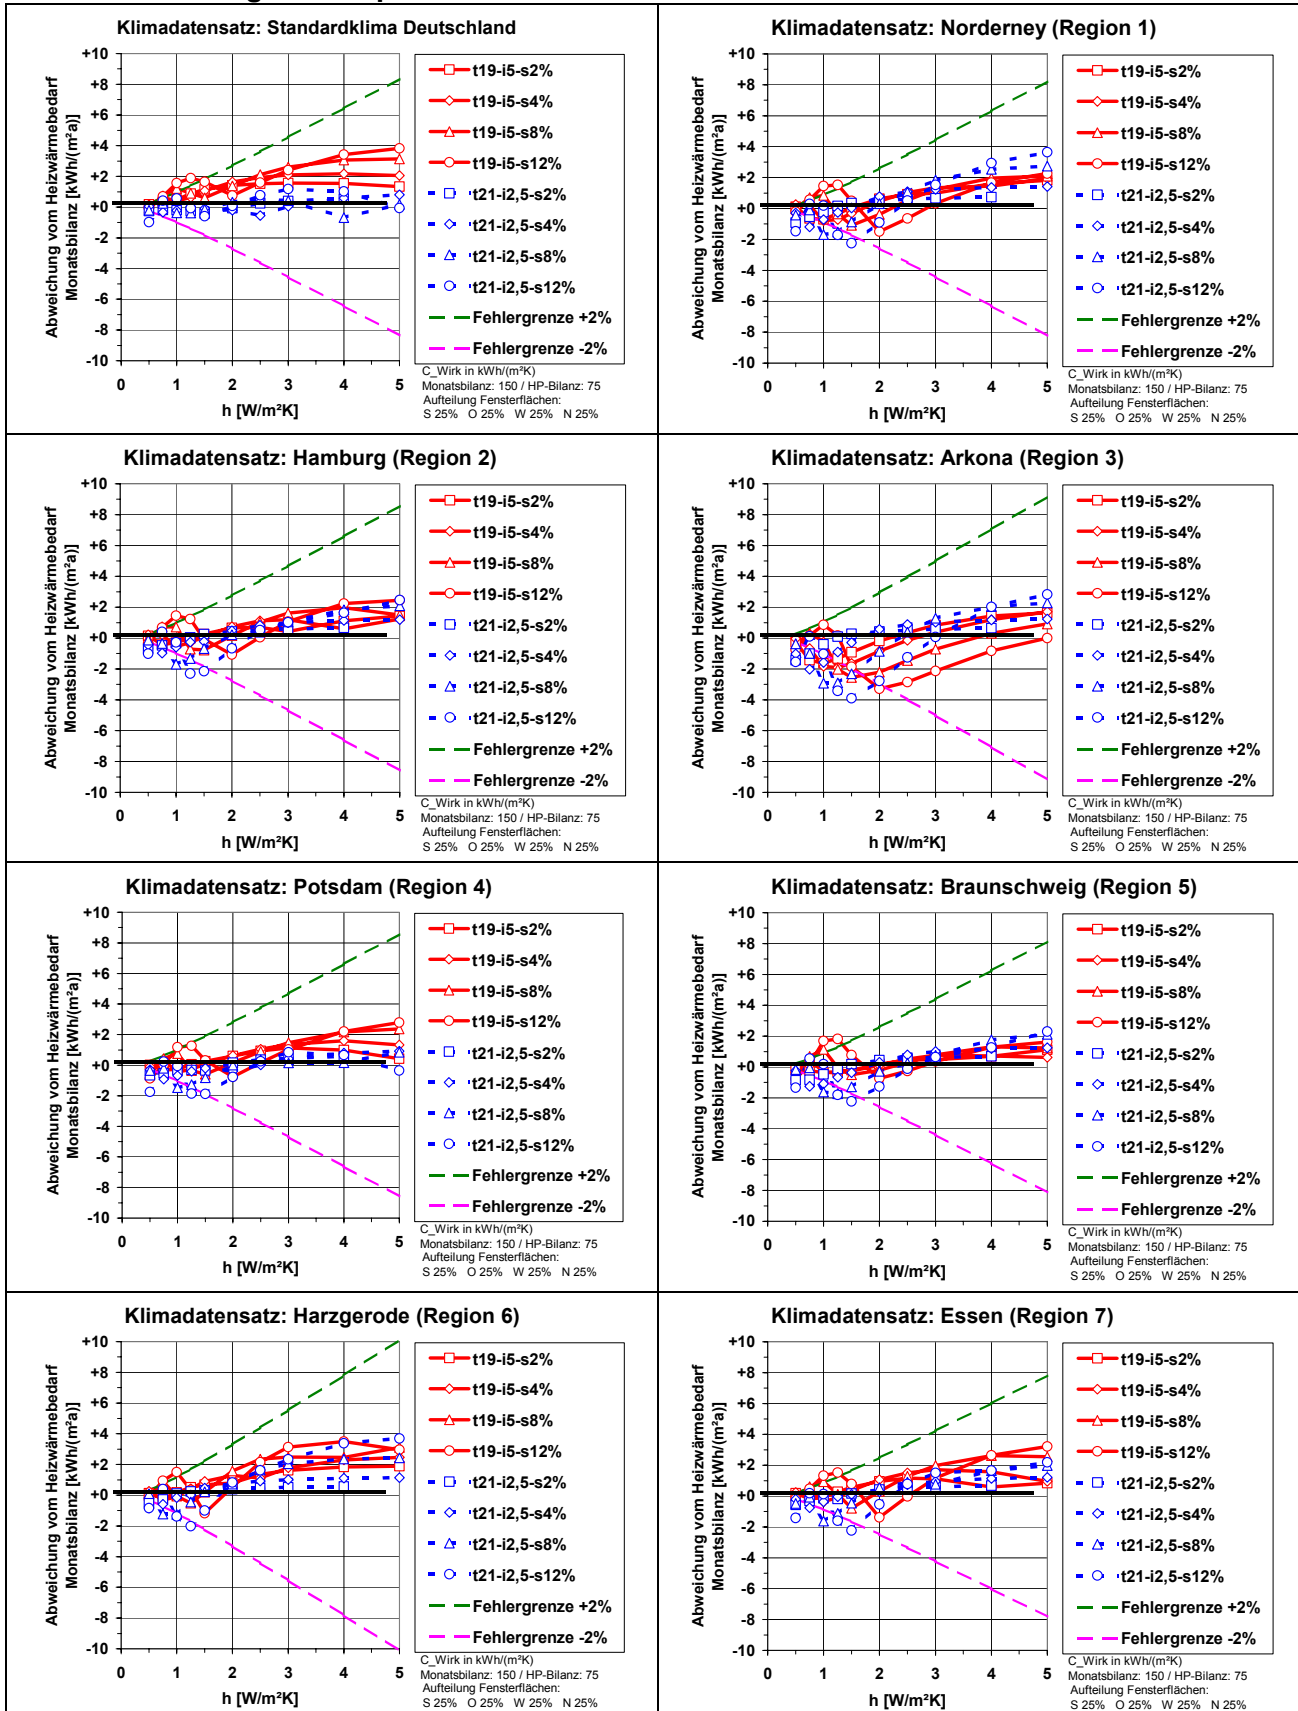 Klimadatensatz: Standardklima Deutschland
Abweichung vom Heizwärmebedarf
Monatsbilanz [kWh/(m²a)]
+10
+8
+6
+4
+2
+0
-2
-4
-6
-8
-10
0 1 2 3 4 5
h [W/m²K]
t19-i5-s2%
t19-i5-s4%
t19-i5-s8%
t19-i5-s12%
t21-i2,5-s2%
t21-i2,5-s4%
t21-i2,5-s8%
t21-i2,5-s12%
Fehlergrenze +2%
Fehlergrenze -2%
C_Wirk in kWh/(m²K)
Monatsbilanz: 150 / HP-Bilanz: 75
Aufteilung Fensterflächen:
S 25% O 25% W 25% N 25%
Klimadatensatz: Norderney (Region 1)
Abweichung vom Heizwärmebedarf
Monatsbilanz [kWh/(m²a)]
+10
+8
+6
+4
+2
+0
-2
-4
-6
-8
-10
0 1 2 3 4 5
h [W/m²K]
t19-i5-s2%
t19-i5-s4%
t19-i5-s8%
t19-i5-s12%
t21-i2,5-s2%
t21-i2,5-s4%
t21-i2,5-s8%
t21-i2,5-s12%
Fehlergrenze +2%
Fehlergrenze -2%
C_Wirk in kWh/(m²K)
Monatsbilanz: 150 / HP-Bilanz: 75
Aufteilung Fensterflächen:
S 25% O 25% W 25% N 25%
Klimadatensatz: Hamburg (Region 2)
Abweichung vom Heizwärmebedarf
Monatsbilanz [kWh/(m²a)]
+10
+8
+6
+4
+2
+0
-2
-4
-6
-8
-10
0 1 2 3 4 5
h [W/m²K]
t19-i5-s2%
t19-i5-s4%
t19-i5-s8%
t19-i5-s12%
t21-i2,5-s2%
t21-i2,5-s4%
t21-i2,5-s8%
t21-i2,5-s12%
Fehlergrenze +2%
Fehlergrenze -2%
C_Wirk in kWh/(m²K)
Monatsbilanz: 150 / HP-Bilanz: 75
Aufteilung Fensterflächen:
S 25% O 25% W 25% N 25%
Klimadatensatz: Arkona (Region 3)
Abweichung vom Heizwärmebedarf
Monatsbilanz [kWh/(m²a)]
+10
+8
+6
+4
+2
+0
-2
-4
-6
-8
-10
0 1 2 3 4 5
h [W/m²K]
t19-i5-s2%
t19-i5-s4%
t19-i5-s8%
t19-i5-s12%
t21-i2,5-s2%
t21-i2,5-s4%
t21-i2,5-s8%
t21-i2,5-s12%
Fehlergrenze +2%
Fehlergrenze -2%
C_Wirk in kWh/(m²K)
Monatsbilanz: 150 / HP-Bilanz: 75
Aufteilung Fensterflächen:
S 25% O 25% W 25% N 25%
Klimadatensatz: Potsdam (Region 4)
Abweichung vom Heizwärmebedarf
Monatsbilanz [kWh/(m²a)]
+10
+8
+6
+4
+2
+0
-2
-4
-6
-8
-10
0 1 2 3 4 5
h [W/m²K]
t19-i5-s2%
t19-i5-s4%
t19-i5-s8%
t19-i5-s12%
t21-i2,5-s2%
t21-i2,5-s4%
t21-i2,5-s8%
t21-i2,5-s12%
Fehlergrenze +2%
Fehlergrenze -2%
C_Wirk in kWh/(m²K)
Monatsbilanz: 150 / HP-Bilanz: 75
Aufteilung Fensterflächen:
S 25% O 25% W 25% N 25%
Klimadatensatz: Braunschweig (Region 5)
Abweichung vom Heizwärmebedarf
Monatsbilanz [kWh/(m²a)]
+10
+8
+6
+4
+2
+0
-2
-4
-6
-8
-10
0 1 2 3 4 5
h [W/m²K]
t19-i5-s2%
t19-i5-s4%
t19-i5-s8%
t19-i5-s12%
t21-i2,5-s2%
t21-i2,5-s4%
t21-i2,5-s8%
t21-i2,5-s12%
Fehlergrenze +2%
Fehlergrenze -2%
C_Wirk in kWh/(m²K)
Monatsbilanz: 150 / HP-Bilanz: 75
Aufteilung Fensterflächen:
S 25% O 25% W 25% N 25%
Klimadatensatz: Harzgerode (Region 6)
Abweichung vom Heizwärmebedarf
Monatsbilanz [kWh/(m²a)]
+10
+8
+6
+4
+2
+0
-2
-4
-6
-8
-10
0 1 2 3 4 5
h [W/m²K]
t19-i5-s2%
t19-i5-s4%
t19-i5-s8%
t19-i5-s12%
t21-i2,5-s2%
t21-i2,5-s4%
t21-i2,5-s8%
t21-i2,5-s12%
Fehlergrenze +2%
Fehlergrenze -2%
C_Wirk in kWh/(m²K)
Monatsbilanz: 150 / HP-Bilanz: 75
Aufteilung Fensterflächen:
S 25% O 25% W 25% N 25%
Klimadatensatz: Essen (Region 7)
Abweichung vom Heizwärmebedarf
Monatsbilanz [kWh/(m²a)]
+10
+8
+6
+4
+2
+0
-2
-4
-6
-8
-10
0 1 2 3 4 5
h [W/m²K]
t19-i5-s2%
t19-i5-s4%
t19-i5-s8%
t19-i5-s12%
t21-i2,5-s2%
t21-i2,5-s4%
t21-i2,5-s8%
t21-i2,5-s12%
Fehlergrenze +2%
Fehlergrenze -2%
C_Wirk in kWh/(m²K)
Monatsbilanz: 150 / HP-Bilanz: 75
Aufteilung Fensterflächen:
S 25% O 25% W 25% N 25%